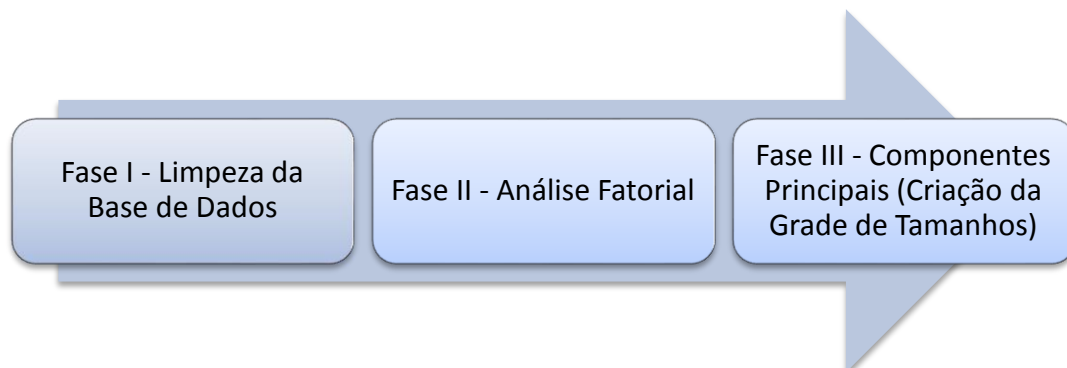 Fase I - Limpeza da
Base de Dados
Fase II - Análise Fatorial
Fase III - Componentes
Principais (Criação da
Grade de Tamanhos)